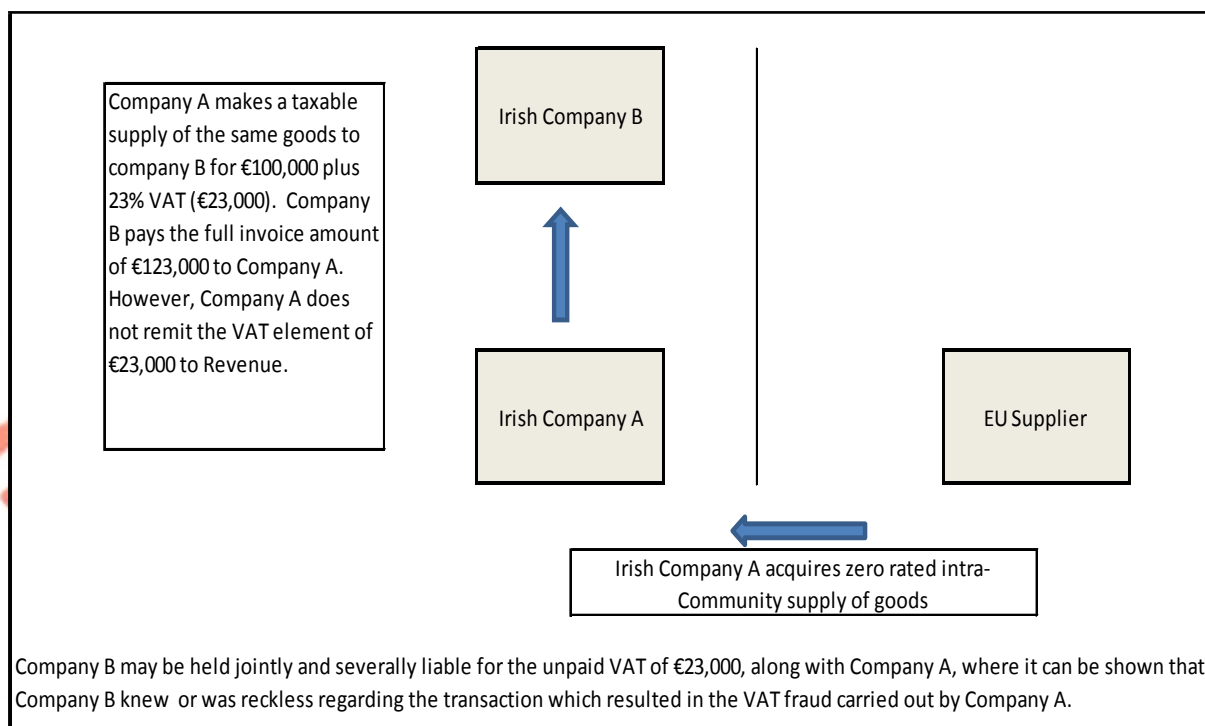 Company A makes a taxable
supply of the same goods to
company B for €100,000 plus
23% VAT (€23,000). Company
B pays the full invoice amount
of €123,000 to Company A.
However, Company A does
not remit the VAT element of
€23,000 to Revenue.
Irish Company B
Irish Company A
EU Supplier
Irish Company A acquires zero rated intra-
Community supply of goods
Company B may be held jointly and severally liable for the unpaid VAT of €23,000, along with Company A, where it can be shown that
Company B knew or was reckless regarding the transaction which resulted in the VAT fraud carried out by Company A.